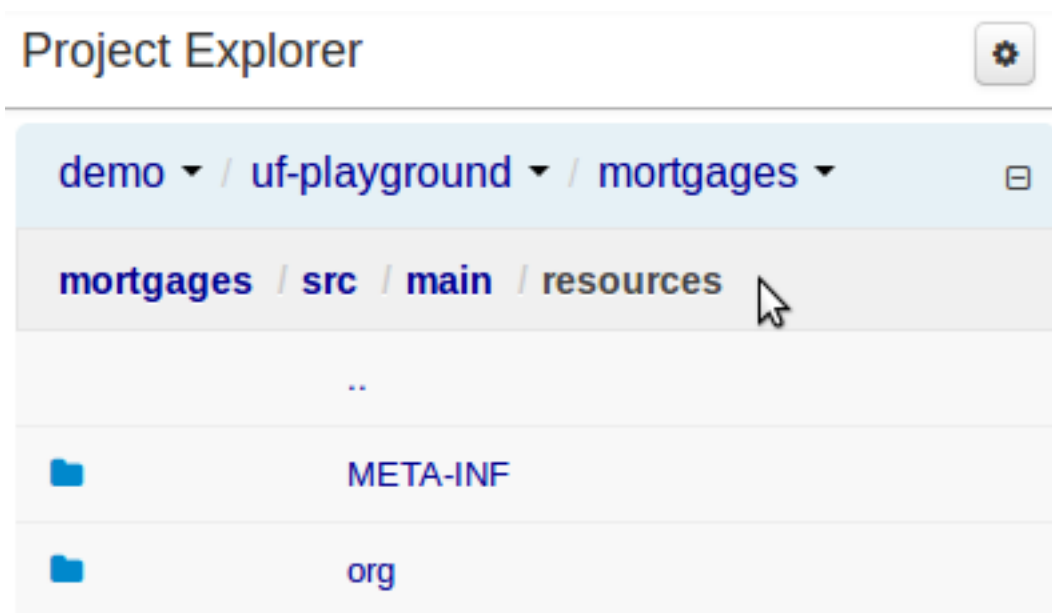 Project Explorer
demo / uf-playground / mortgages
mortgages / src / main / resources
..
META-INF
org